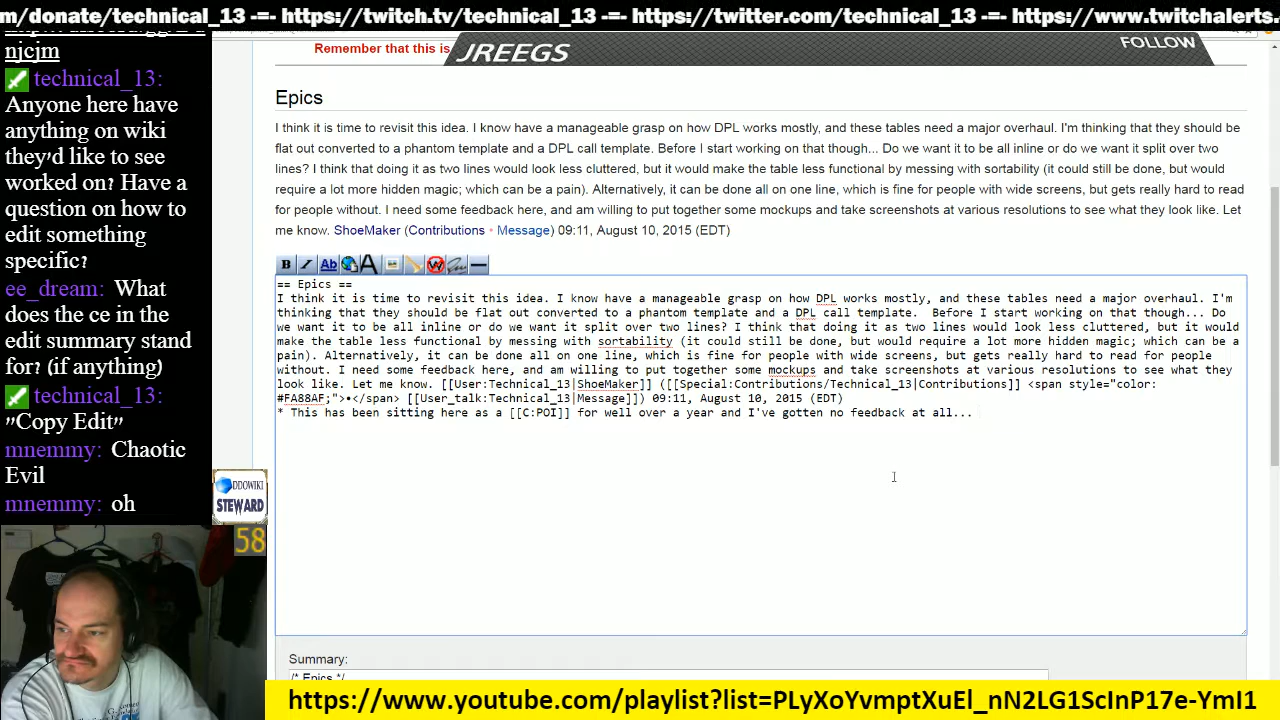 m/donate/technical_13 -=- https://twitch.tv/technical_13 -=- https://twitter.com/technical_13 -=- https://www.twitchalerts.
njcjm
technical_13:
Anyone here have
anything on wiki
they'd like to see
worked on? Have a
question on how to
edit something
specific?
ee_dream: What
does the ce in the
edit summary stand
for? (if anything)
technical_13:
"Copy Edit"
mnemmy: Chaotic
Evil
mnemmy: oh
DDOWIKI
STEWARD
58
Remember that this is
JREEGS
FOLLOW
Epics
I think it is time to revisit this idea. I know have a manageable grasp on how DPL works mostly, and these tables need a major overhaul. I'm thinking that they should be
flat out converted to a phantom template and a DPL call template. Before I start working on that though... Do we want it to be all inline or do we want it split over two
lines? I think that doing it as two lines would look less cluttered, but it would make the table less functional by messing with sortability (it could still be done, but would
require a lot more hidden magic; which can be a pain). Alternatively, it can be done all on one line, which is fine for people with wide screens, but gets really hard to read
for people without. I need some feedback here, and am willing to put together some mockups and take screenshots at various resolutions to see what they look like. Let
me know. ShoeMaker (Contributions • Message) 09:11, August 10, 2015 (EDT)
B I Ab A W
== Epics ==
I think it is time to revisit this idea. I know have a manageable grasp on how DPL works mostly, and these tables need a major overhaul. I'm
thinking that they should be flat out converted to a phantom template and a DPL call template.  Before I start working on that though... Do
we want it to be all inline or do we want it split over two lines? I think that doing it as two lines would look less cluttered, but it would
make the table less functional by messing with sortability (it could still be done, but would require a lot more hidden magic; which can be a
pain). Alternatively, it can be done all on one line, which is fine for people with wide screens, but gets really hard to read for people
without. I need some feedback here, and am willing to put together some mockups and take screenshots at various resolutions to see what they
look like. Let me know. [[User:Technical_13|ShoeMaker]] ([[Special:Contributions/Technical_13|Contributions]] <span style="color:
#FA88AF;">•</span> [[User_talk:Technical_13|Message]]) 09:11, August 10, 2015 (EDT)
* This has been sitting here as a [[C:POI]] for well over a year and I've gotten no feedback at all...
Summary:
/* Epics */
https://www.youtube.com/playlist?list=PLyXoYvmptXuEl_nN2LG1ScInP17e-YmI1